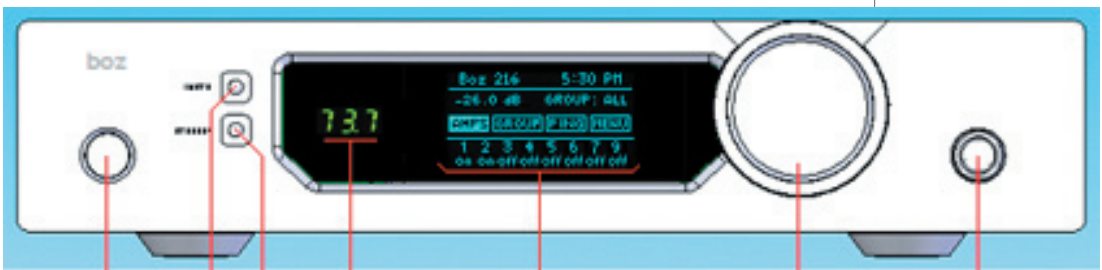 boz
Boz 216 5:30 PM
-26.0 dB GROUP: ALL
73.7
AMPS GROUP PING MENU
1 2 3 4 5 6 7 9
on on off off off off off off